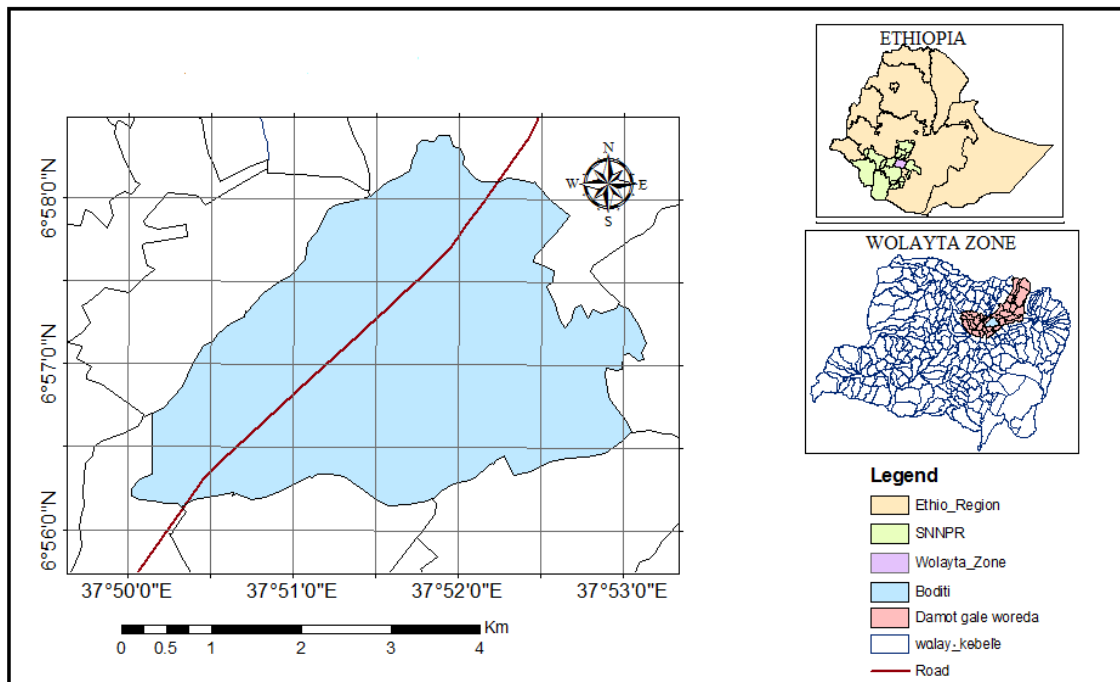 ETHIOPIA
N
W E
S
6°58'0"N
6°57'0"N
6°56'0"N
37°50'0"E 37°51'0"E 37°52'0"E 37°53'0"E
Km
0 0.5 1 2 3 4
WOLAYTA ZONE
Legend
Ethio_Region
SNNPR
Wolayta_Zone
Boditi
Damot gale woreda
walay_kebele
Road